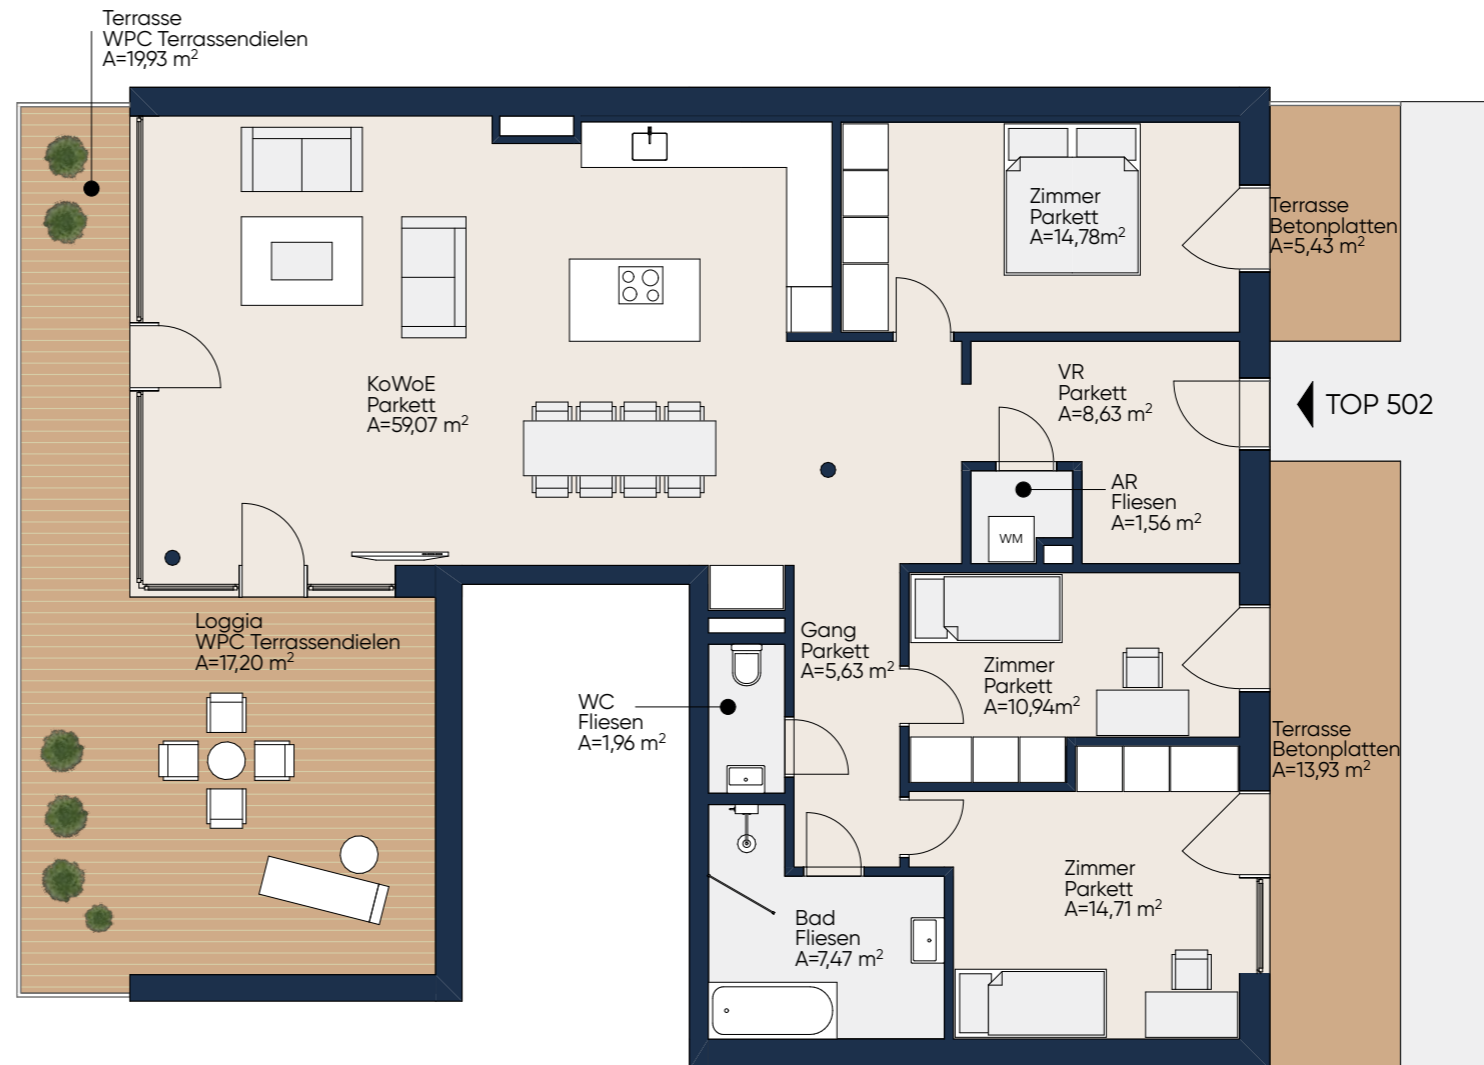 Terrasse
WPC Terrassendielen
A=19,93 m²
Zimmer
Parkett
A=14,78m²
Terrasse
Betonplatten
A=5,43 m²
KoWoE
Parkett
A=59,07 m²
VR
Parkett
A=8,63 m²
TOP 502
AR
Fliesen
A=1,56 m²
WM
Loggia
WPC Terrassendielen
A=17,20 m²
Gang
Parkett
A=5,63 m²
Zimmer
Parkett
A=10,94m²
WC
Fliesen
A=1,96 m²
Terrasse
Betonplatten
A=13,93 m²
Zimmer
Parkett
A=14,71 m²
Bad
Fliesen
A=7,47 m²